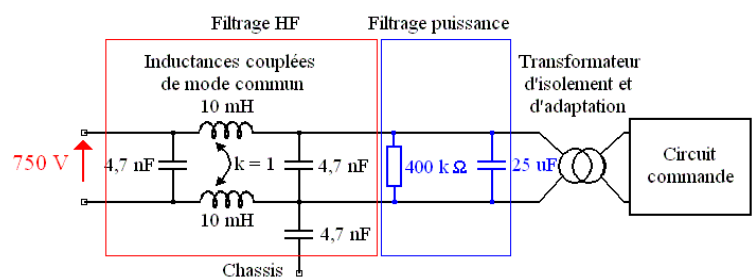 Filtrage HF
Filtrage puissance
Inductances couplées
de mode commun
10 mH
Transformateur
d'isolement et
d'adaptation
750 V
4,7 nF
k = 1
4,7 nF
400 k Ω
25 uF
Circuit
commande
10 mH
4,7 nF
Chassis